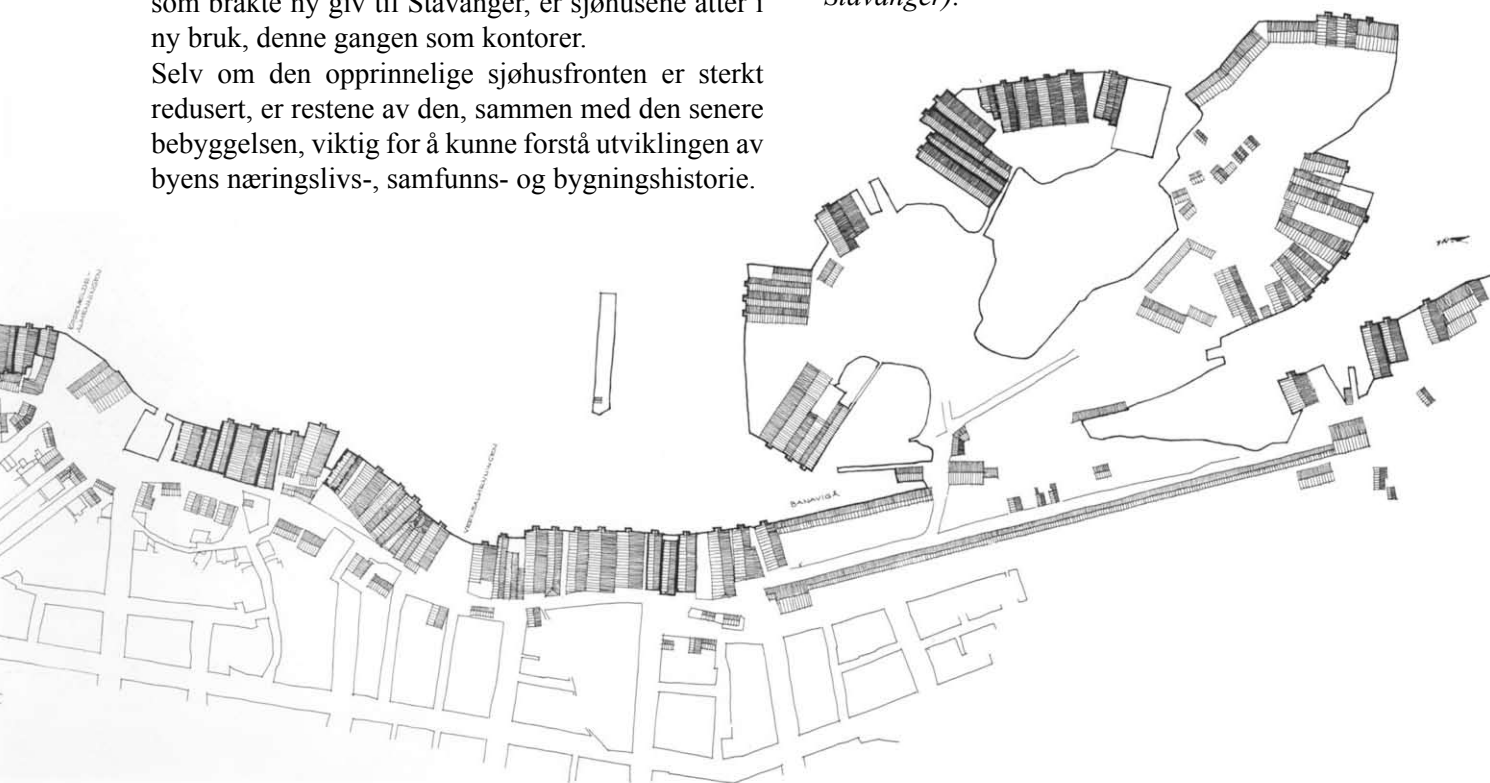 som brakte ny giv til Stavanger, er sjøhusene atter i
ny bruk, denne gangen som kontorer.
Selv om den opprinnelige sjøhusfronten er sterkt
redusert, er restene av den, sammen med den senere
bebyggelsen, viktig for å kunne forstå utviklingen av
byens næringslivs-, samfunns- og bygningshistorie.
Stavanger).
BANAVIGÅ